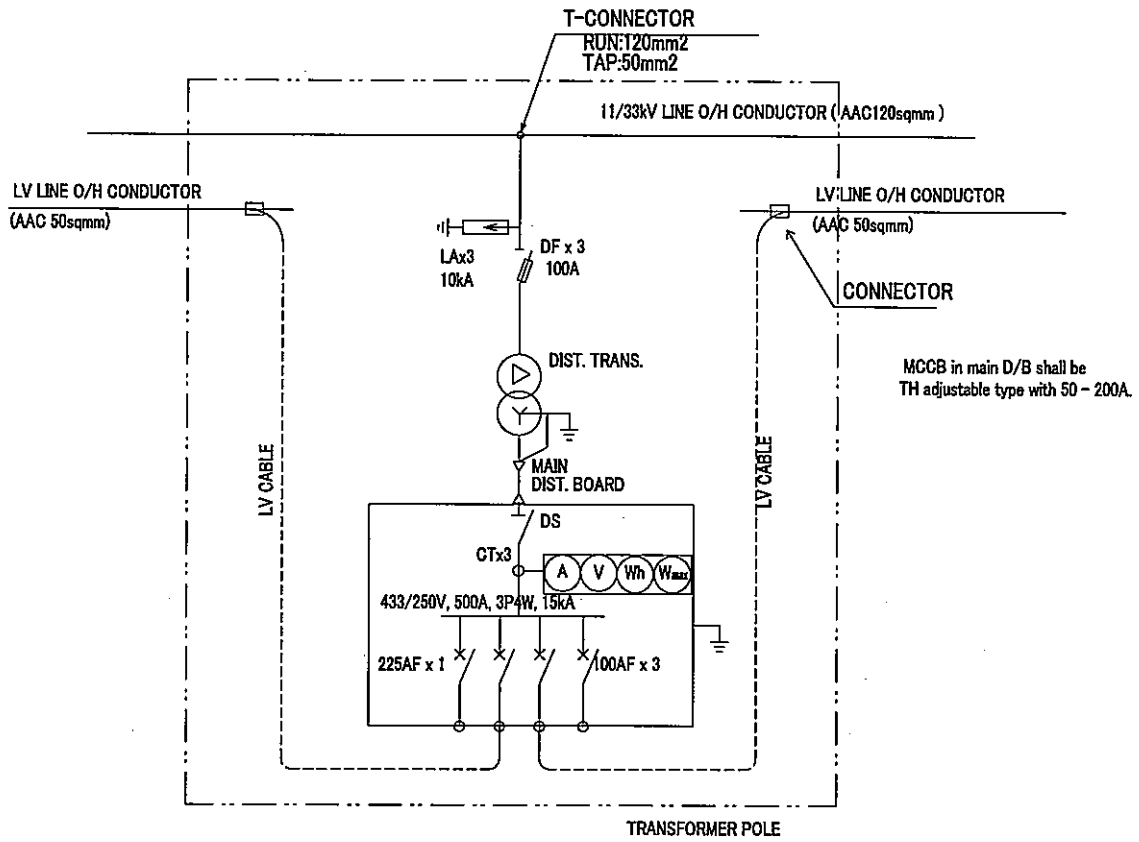 T-CONNECTOR
RUN:120mm2
TAP:50mm2
11/33kV LINE O/H CONDUCTOR ( AAC120sqmm )
LV LINE O/H CONDUCTOR
(AAC 50sqmm)
LV LINE O/H CONDUCTOR
(AAC 50sqmm)
LAx3
10kA
DF x 3
100A
CONNECTOR
DIST. TRANS.
MCCB in main D/B shall be
TH adjustable type with 50 - 200A.
LV CABLE
LV CABLE
MAIN
DIST. BOARD
DS
CTx3
A V Wh Wmax
433/250V, 500A, 3P4W, 15kA
225AF x 1
100AF x 3
TRANSFORMER POLE